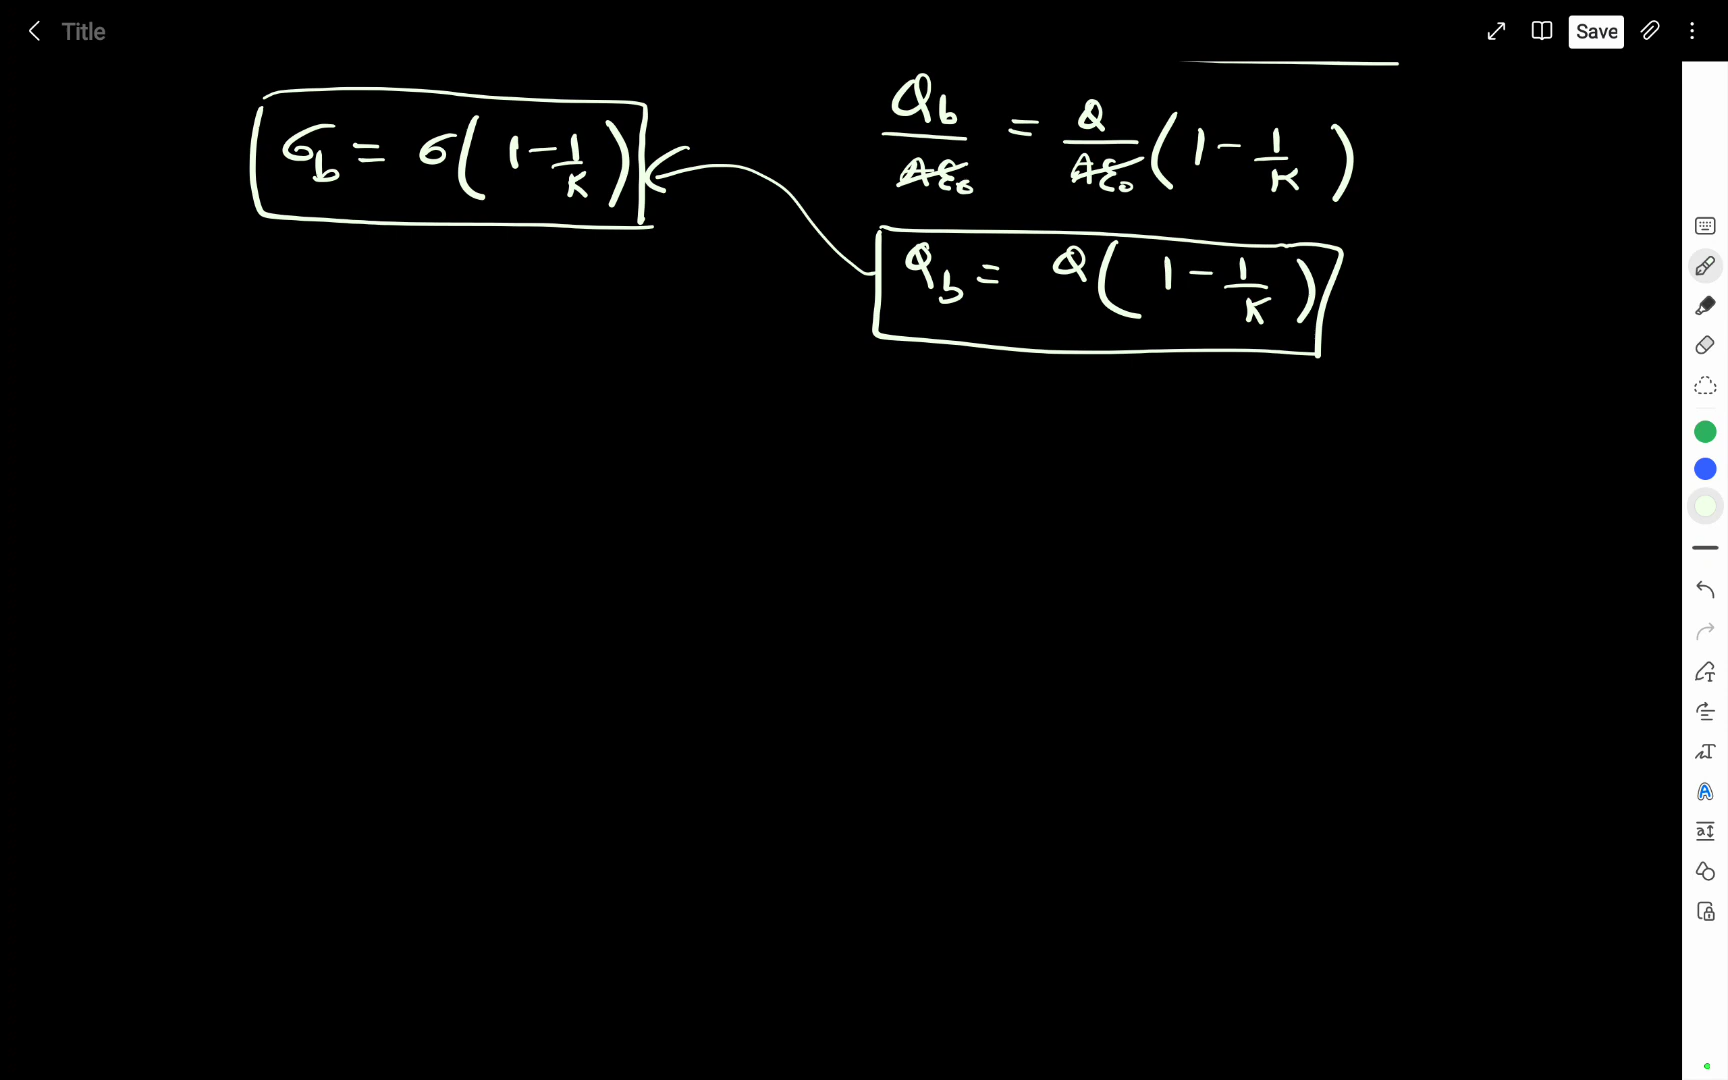 Title
Save
σb = σ(1 - 1/K)
Qb/Aε0 = Q/Aε0 (1 - 1/K)
Qb = Q(1 - 1/K)